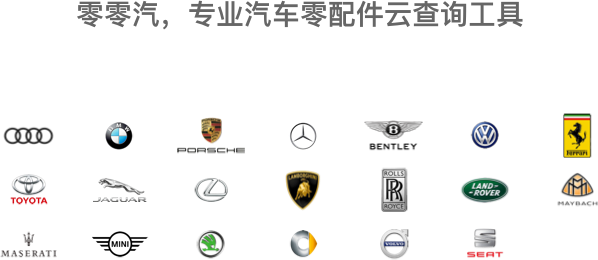 零零汽，专业汽车零配件云查询工具
BMW
PORSCHE
BENTLEY
Ferrari
TOYOTA
JAGUAR
LAMBORGHINI
ROLLS
RR
ROYCE
LAND-
ROVER
MAYBACH
MASERATI
MINI
VOLVO
SEAT